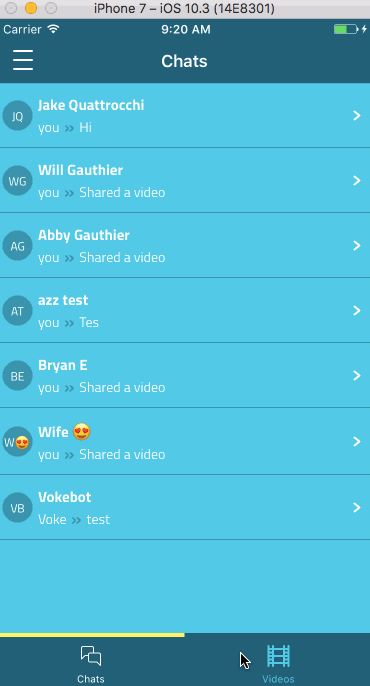 iPhone 7 – iOS 10.3 (14E8301)
Carrier 9:20 AM
Chats
JQ Jake Quattrocchi
you » Hi
WG Will Gauthier
you » Shared a video
AG Abby Gauthier
you » Shared a video
AT azz test
you » Tes
BE Bryan E
you » Shared a video
W😍 Wife 😍
you » Shared a video
VB Vokebot
Voke » test
Chats Videos